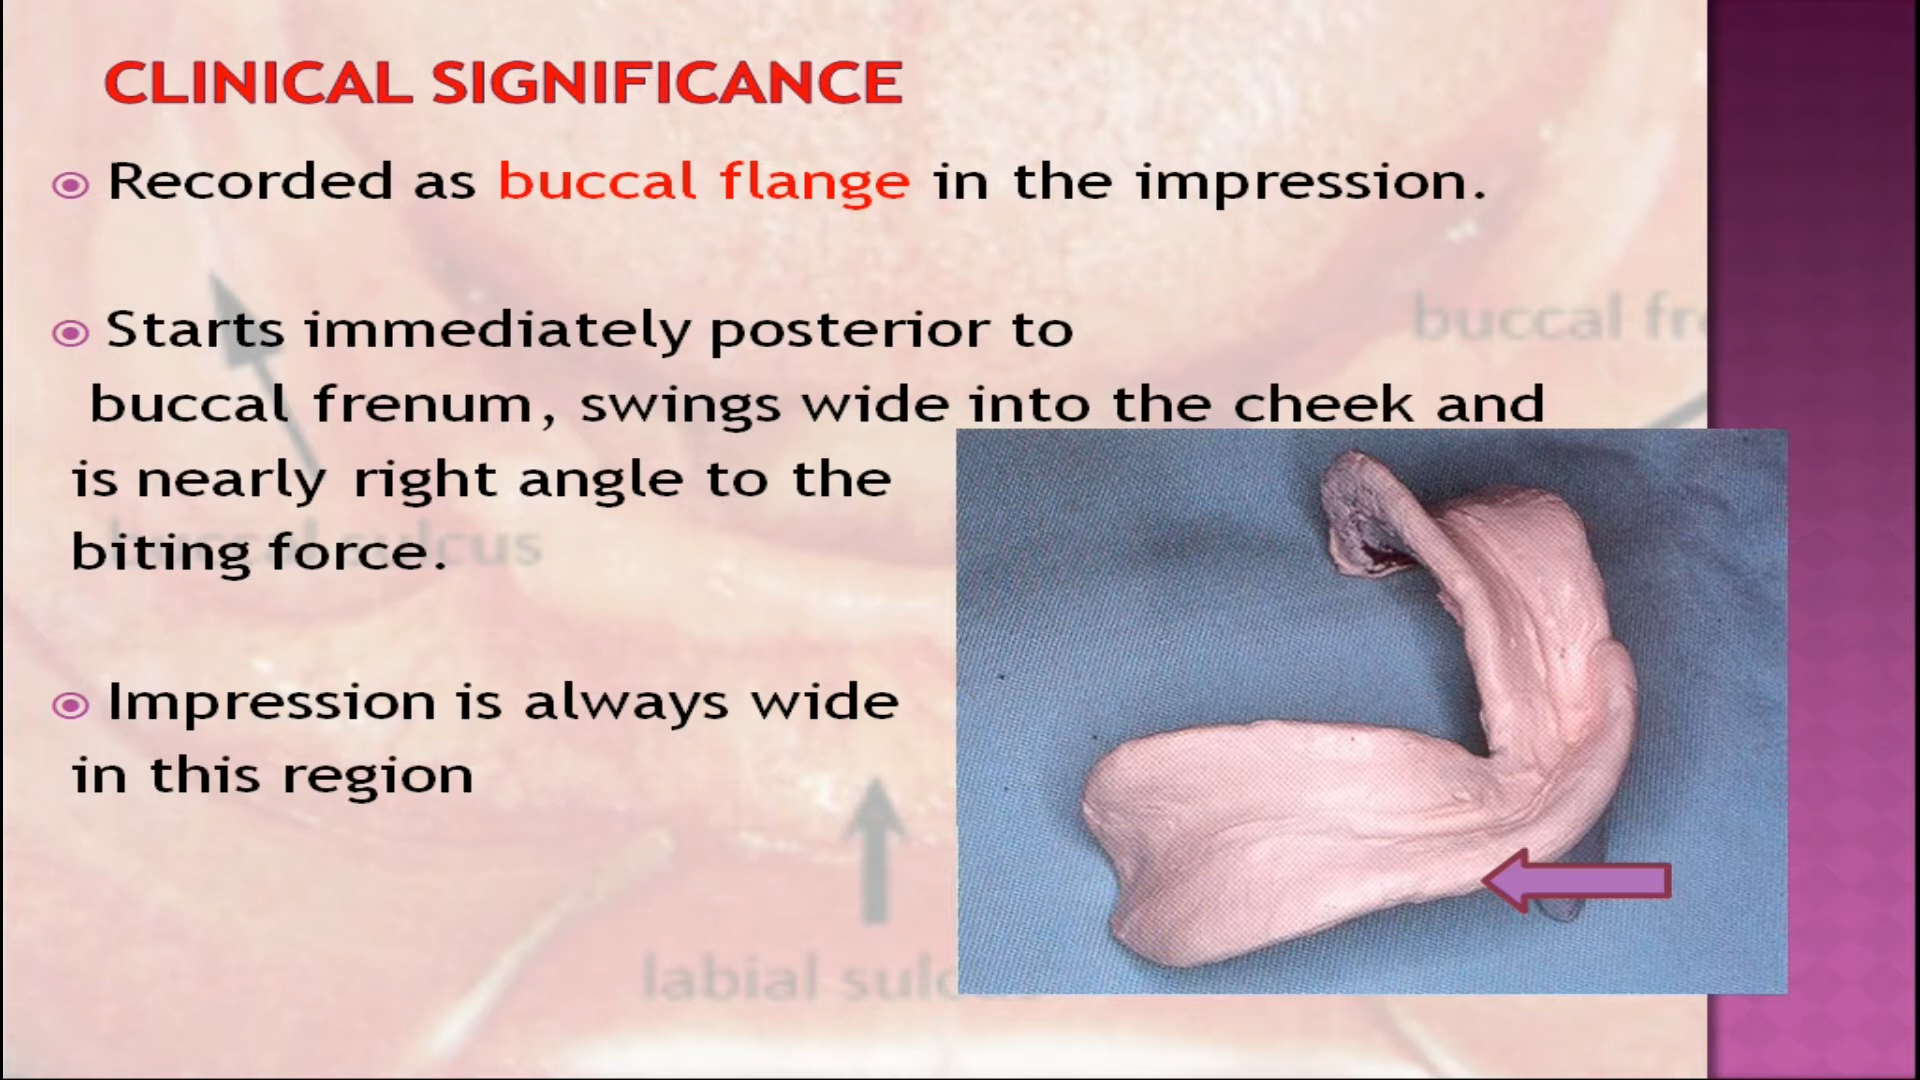 CLINICAL SIGNIFICANCE
Recorded as buccal flange in the impression.
Starts immediately posterior to
buccal frenum, swings wide into the cheek and
is nearly right angle to the
biting force.
Impression is always wide
in this region
buccal
labial